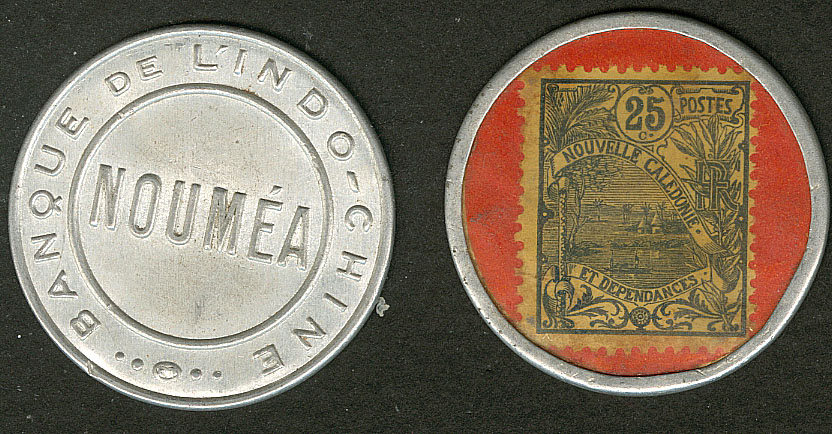 BANQUE DE L'INDO-CHINE
NOUMÉA
25 c.
POSTES
NOUVELLE CALEDONIE
RF
ET DEPENDANCES